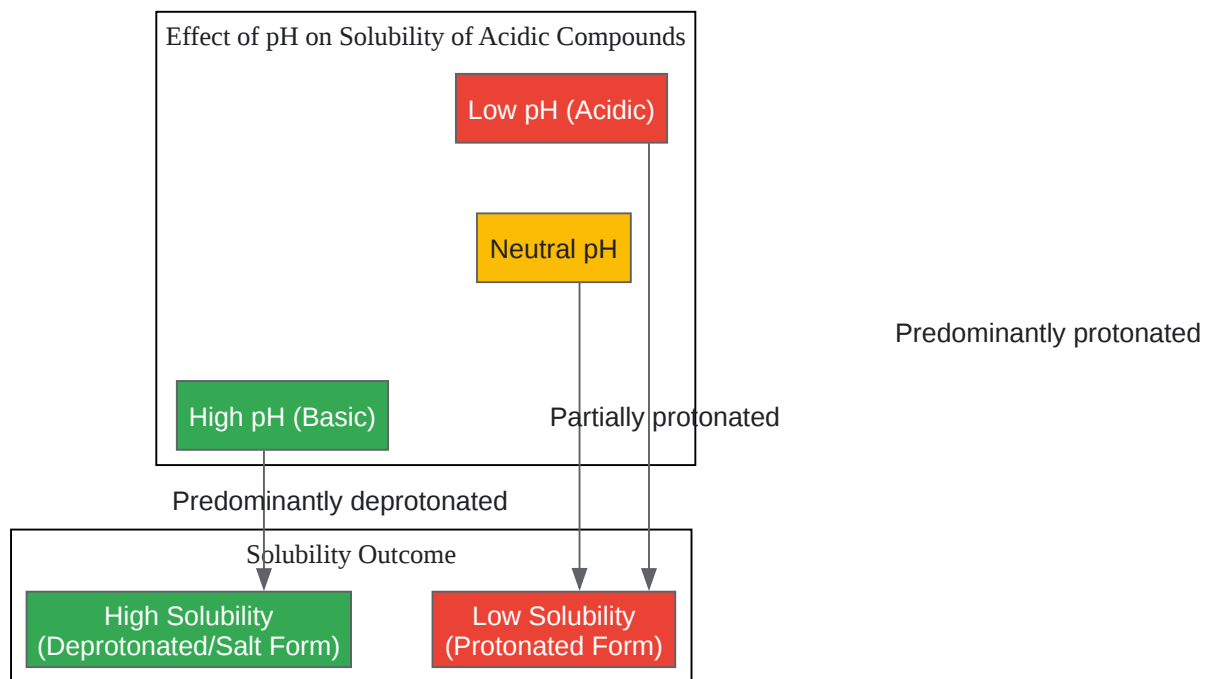 Effect of pH on Solubility of Acidic Compounds
Low pH (Acidic)
Neutral pH
Predominantly protonated
High pH (Basic)
Partially protonated
Predominantly deprotonated
Solubility Outcome
High Solubility
(Deprotonated/Salt Form)
Low Solubility
(Protonated Form)